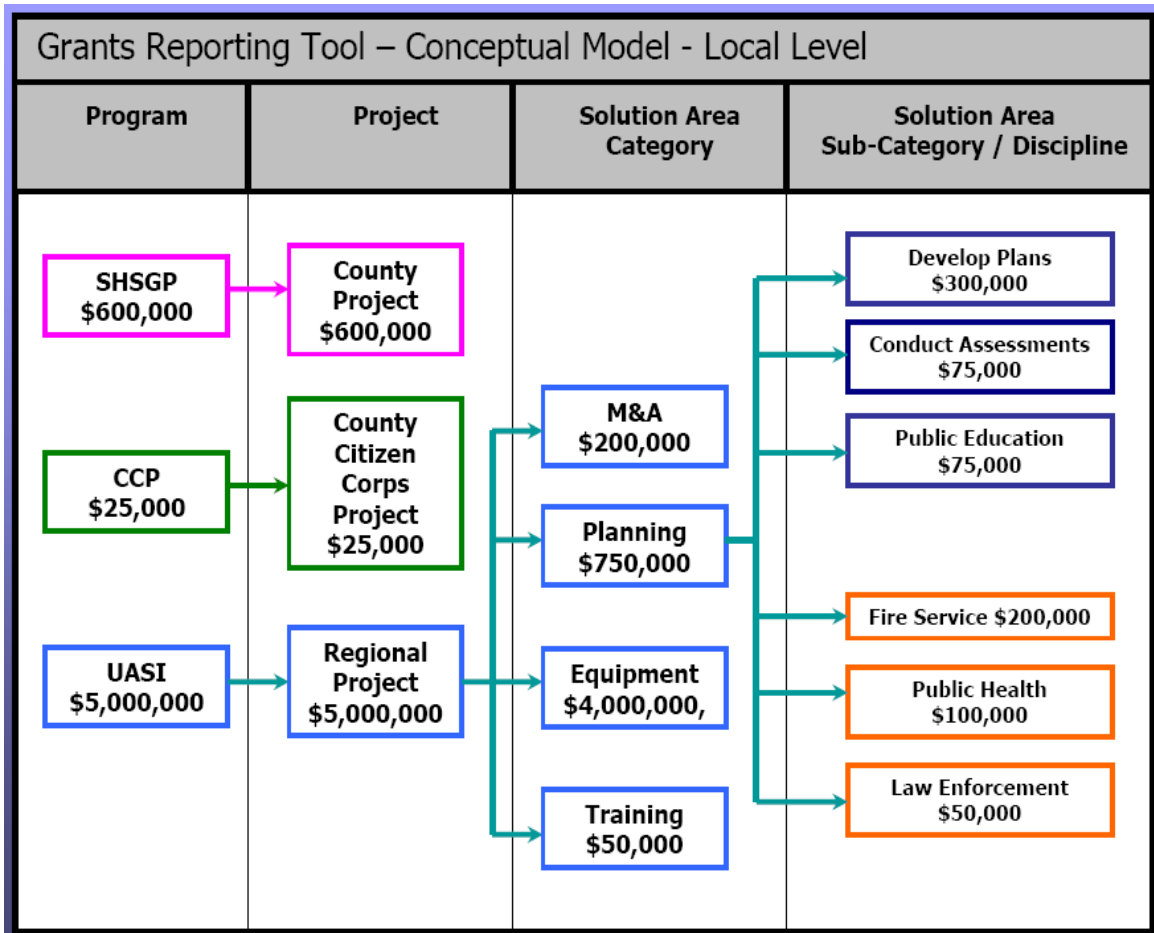 Grants Reporting Tool – Conceptual Model - Local Level
Program
Project
Solution Area
Category
Solution Area
Sub-Category / Discipline
SHSGP
$600,000
County
Project
$600,000
CCP
$25,000
County
Citizen
Corps
Project
$25,000
UASI
$5,000,000
Regional
Project
$5,000,000
M&A
$200,000
Planning
$750,000
Equipment
$4,000,000,
Training
$50,000
Develop Plans
$300,000
Conduct Assessments
$75,000
Public Education
$75,000
Fire Service $200,000
Public Health
$100,000
Law Enforcement
$50,000